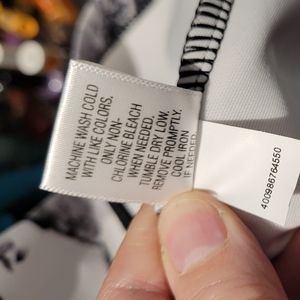 MACHINE WASH COLD
WITH LIKE COLORS.
ONLY NON-
CHLORINE BLEACH
WHEN NEEDED.
TUMBLE DRY LOW.
REMOVE PROMPTLY.
COOL IRON
IF NEEDED.
400986764550